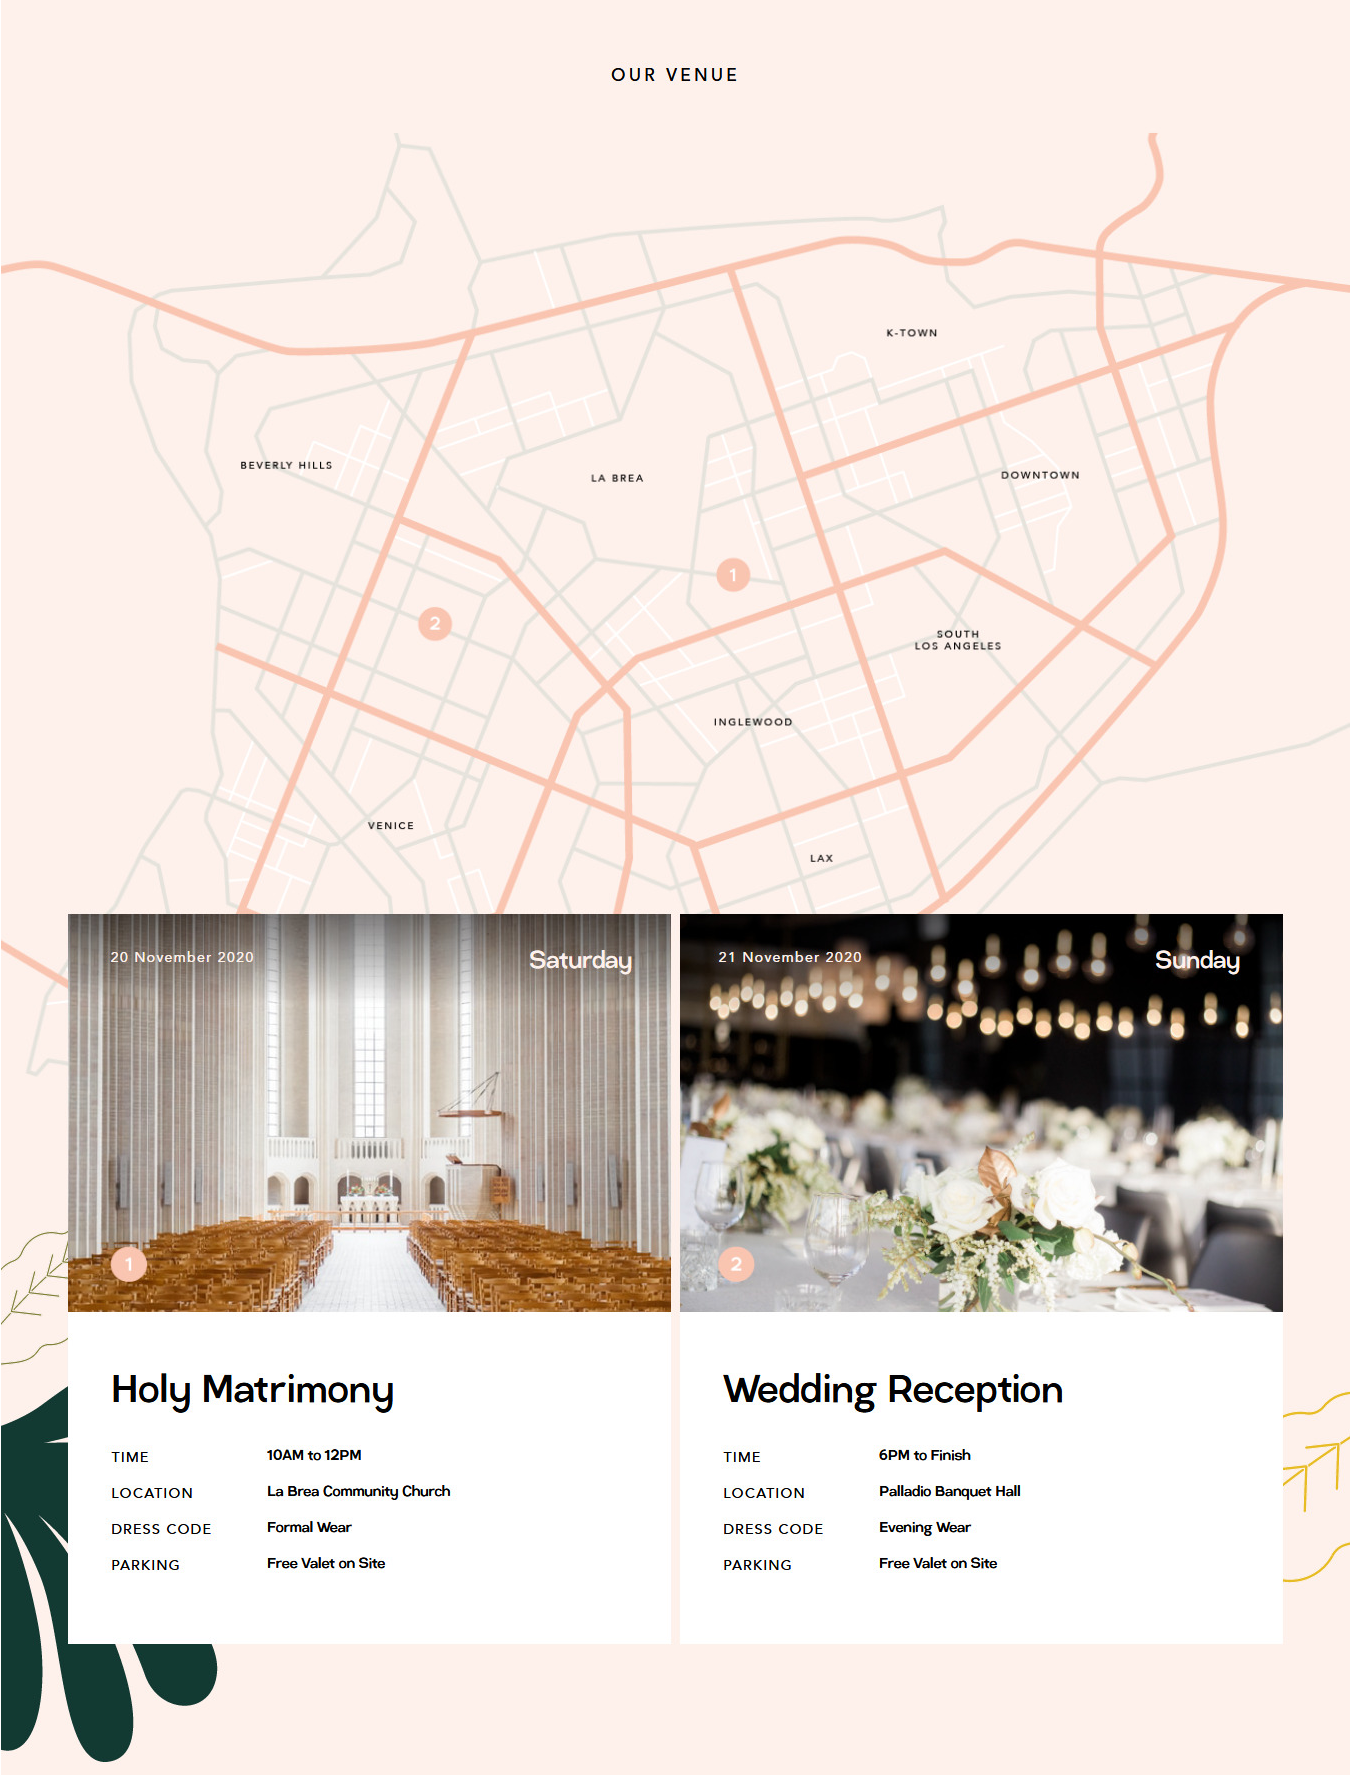 OUR VENUE
K-TOWN
BEVERLY HILLS
LA BREA
DOWNTOWN
1
2
SOUTH
LOS ANGELES
INGLEWOOD
VENICE
LAX
20 November 2020
Saturday
1
Holy Matrimony
TIME 10AM to 12PM
LOCATION La Brea Community Church
DRESS CODE Formal Wear
PARKING Free Valet on Site
21 November 2020
Sunday
2
Wedding Reception
TIME 6PM to Finish
LOCATION Palladio Banquet Hall
DRESS CODE Evening Wear
PARKING Free Valet on Site